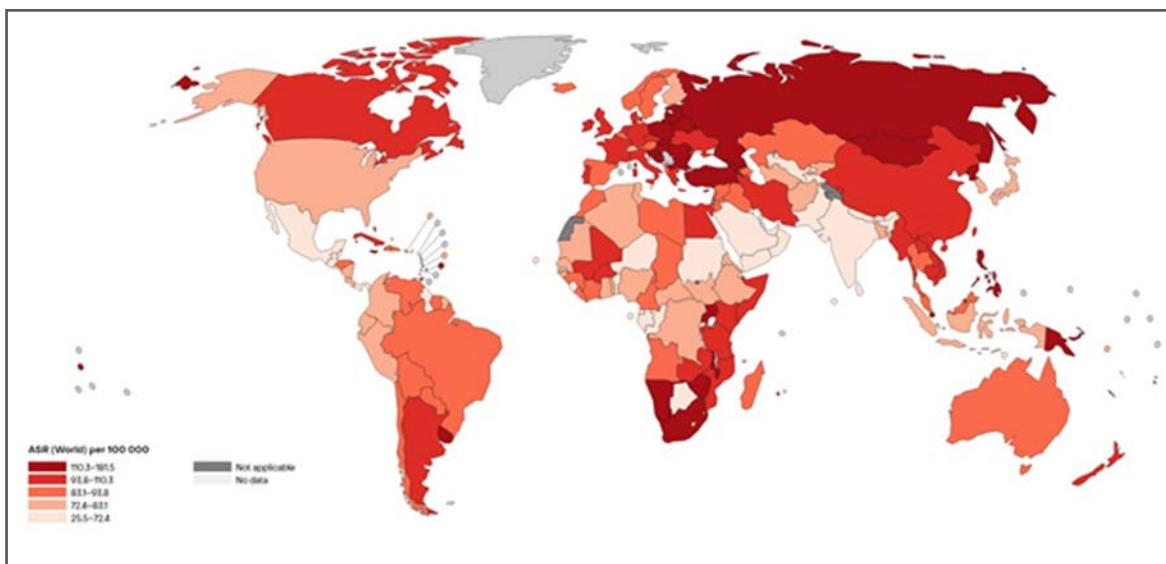 ASR (World) per 100 000
110.3–181.5
93.8–110.3
83.1–93.8
72.4–83.1
25.5–72.4
Not applicable
No data